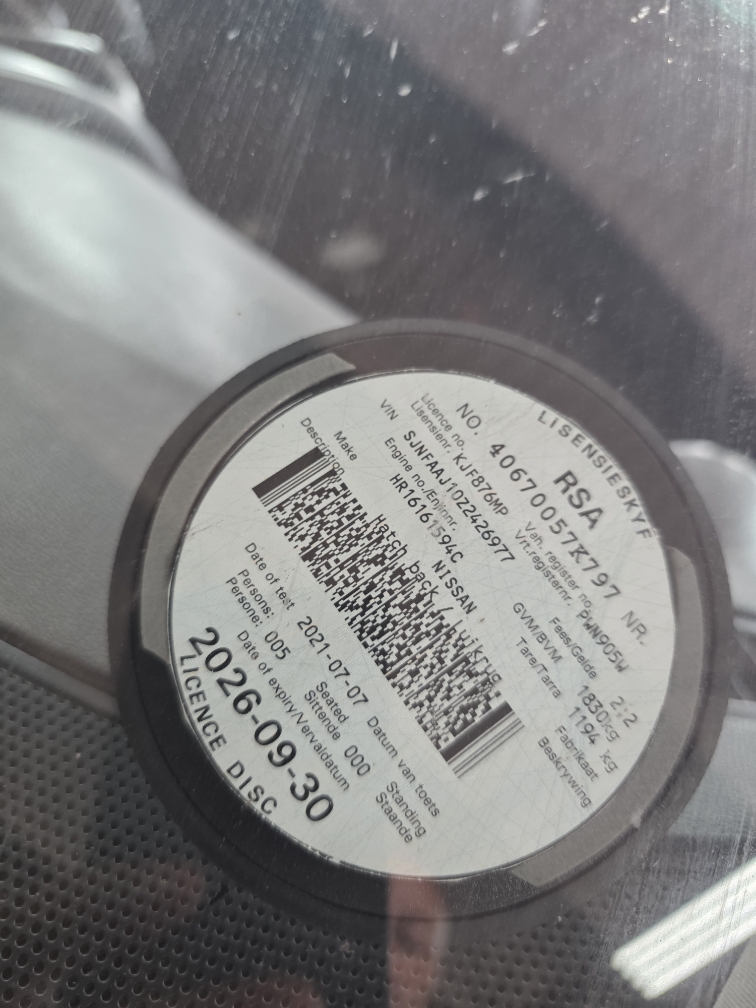 LISENSIESKYF
RSA
NO. 40670057K797 NR.
Licence no. Veh. register no.
Lisensienr. KJF876MP Vrt.registernr. PWN905W
VIN SJNFAAJ10Z2426977 Fees/Gelde 2:2
Engine no./Enjinnr. GVM/BVM 1830kg
HR16161594C Tare/Tarra 1194 kg
Make NISSAN Fabrikaat
Description Hatch back / Luikrug Beskrywing
Date of test 2021-07-07 Datum van toets
Persons: Seated Standing
Persone: 005 Sittende 000 Staande
Date of expiry/Vervaldatum
2026-09-30
LICENCE DISC